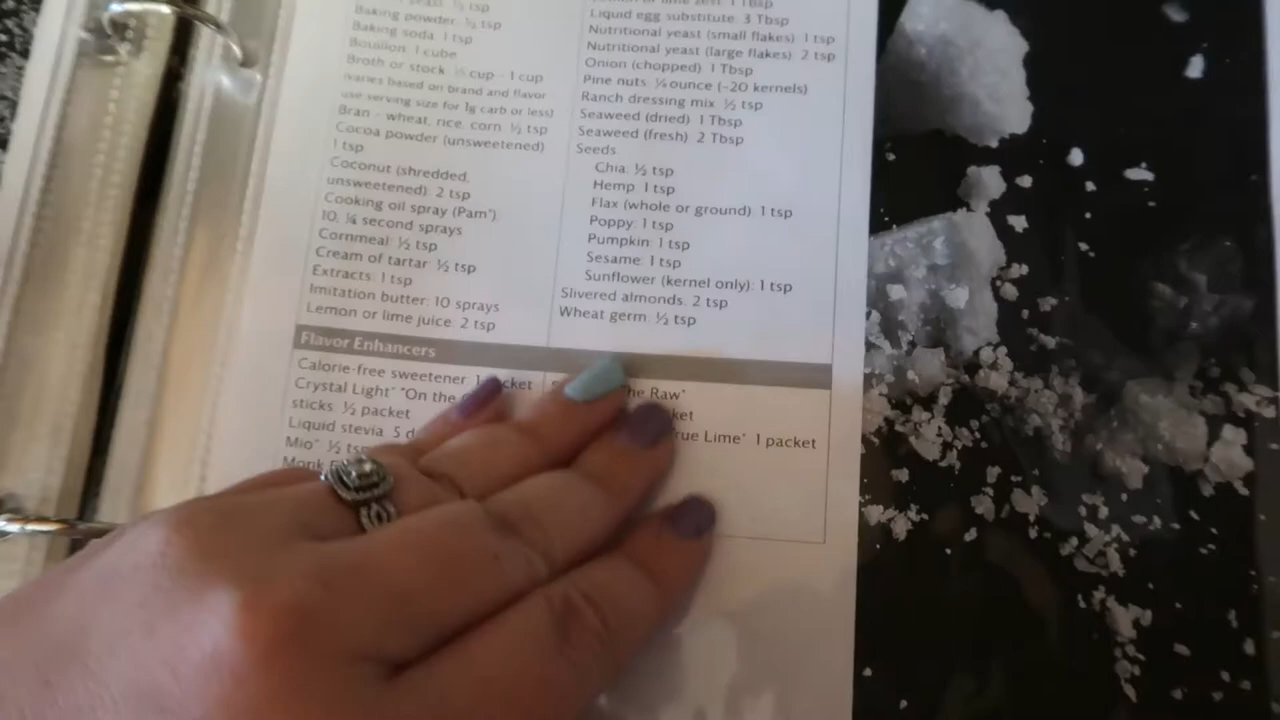 ½ tsp
Baking powder: ½ tsp
Baking soda: 1 tsp
Bouillon: 1 cube
Broth or stock: cup - 1 cup
(varies based on brand and flavor
use serving size for 1g carb or less)
Bran - wheat, rice, corn: ½ tsp
Cocoa powder (unsweetened)
1 tsp
Coconut (shredded,
unsweetened): 2 tsp
Cooking oil spray (Pam®)
10, ¼ second sprays
Cornmeal: ½ tsp
Cream of tartar: ½ tsp
Extracts: 1 tsp
Imitation butter: 10 sprays
Lemon or lime juice: 2 tsp
1 Tbsp
Liquid egg substitute: 3 Tbsp
Nutritional yeast (small flakes): 1 tsp
Nutritional yeast (large flakes): 2 tsp
Onion (chopped): 1 Tbsp
Pine nuts: ounce (~20 kernels)
Ranch dressing mix: ½ tsp
Seaweed (dried): 1 Tbsp
Seaweed (fresh): 2 Tbsp
Seeds
Chia: ½ tsp
Hemp: 1 tsp
Flax (whole or ground): 1 tsp
Poppy: 1 tsp
Pumpkin: 1 tsp
Sesame: 1 tsp
Sunflower (kernel only): 1 tsp
Slivered almonds: 2 tsp
Wheat germ: ½ tsp
Flavor Enhancers
Calorie-free sweetener: 1
Crystal Light® "On the
sticks: ½ packet
Liquid stevia: 5
Mio® ½
Monk
Raw®
Lime® 1 packet